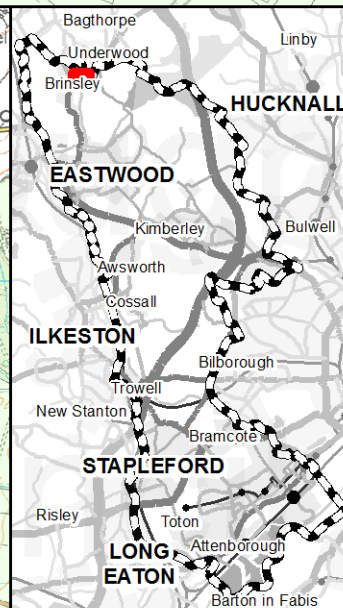 Bagthorpe
Linby
Underwood
Brinsley
HUCKNALL
EASTWOOD
Kimberley
Bulwell
Awsworth
Cossall
ILKESTON
Bilborough
Trowell
New Stanton
Bramcote
STAPLEFORD
Risley
Toton
Attenborough
LONG
EATON
Barton in Fabis